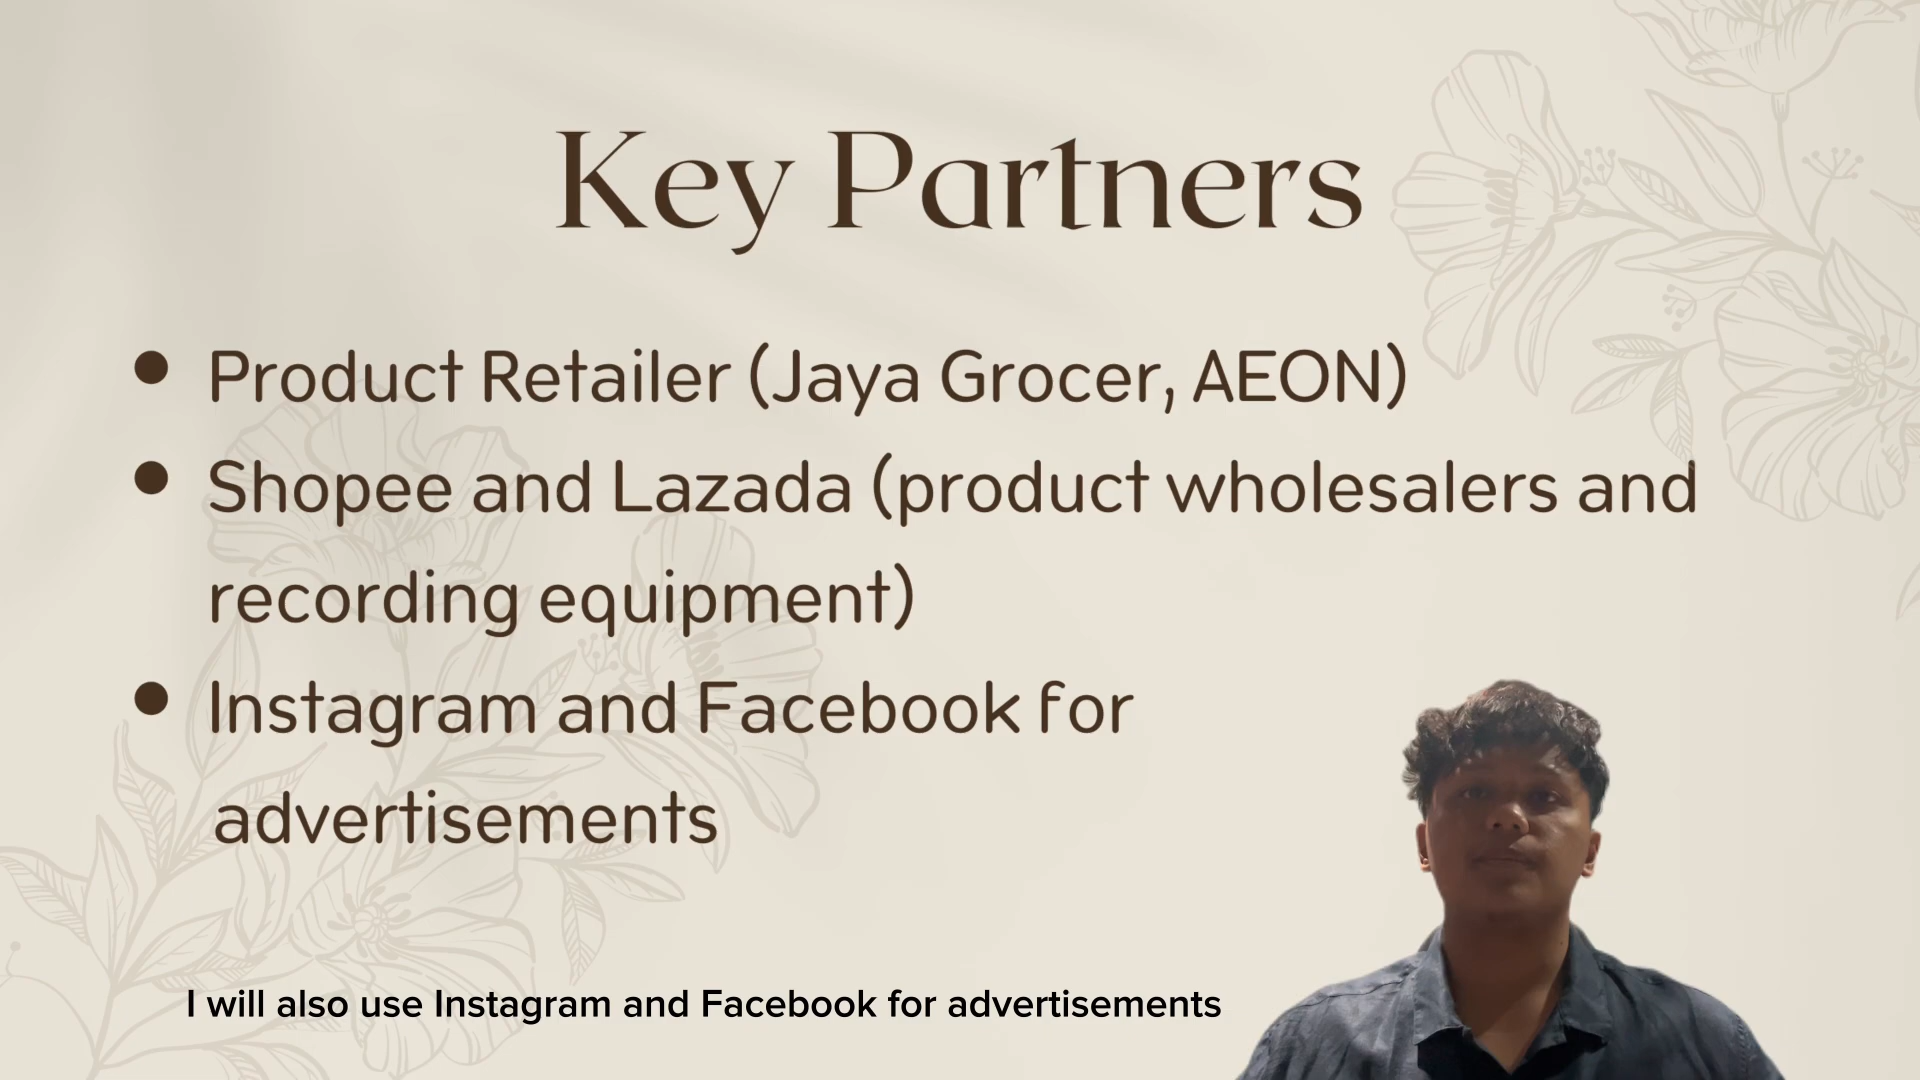 Key Partners
• Product Retailer (Jaya Grocer, AEON)
• Shopee and Lazada (product wholesalers and
recording equipment)
• Instagram and Facebook for
advertisements
I will also use Instagram and Facebook for advertisements